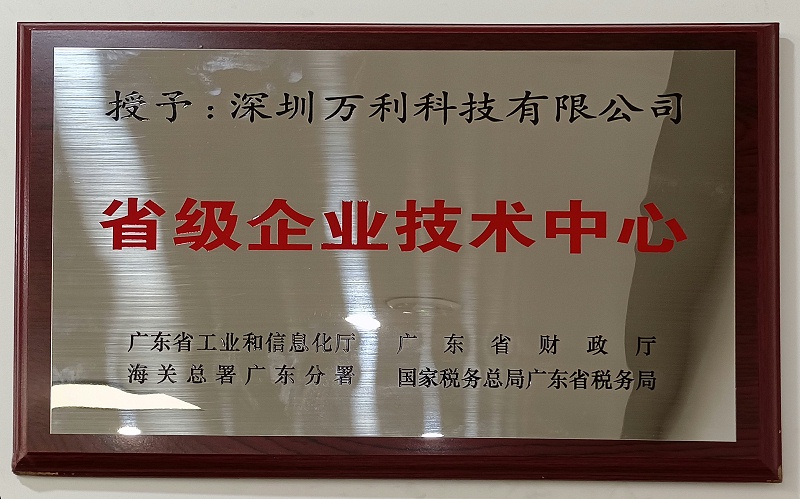 授予：深圳万利科技有限公司
省级企业技术中心
广东省工业和信息化厅 广东省财政厅
海关总署广东分署 国家税务总局广东省税务局